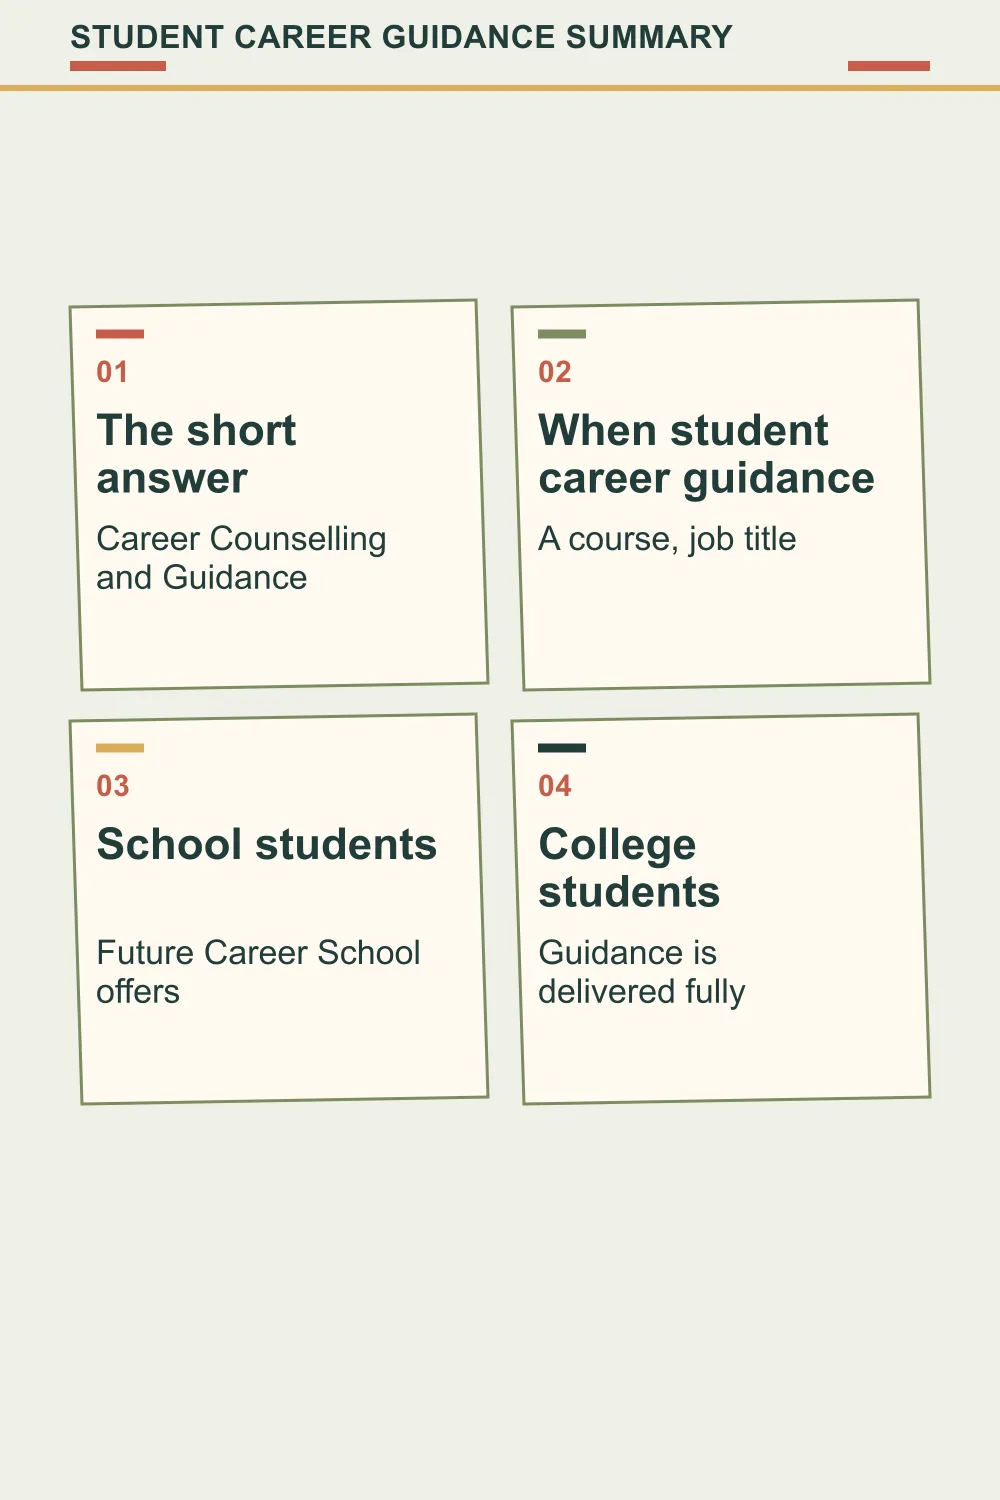 STUDENT CAREER GUIDANCE SUMMARY
01
The short
answer
Career Counselling
and Guidance
02
When student
career guidance
A course, job title
03
School students
Future Career School
offers
04
College
students
Guidance is
delivered fully